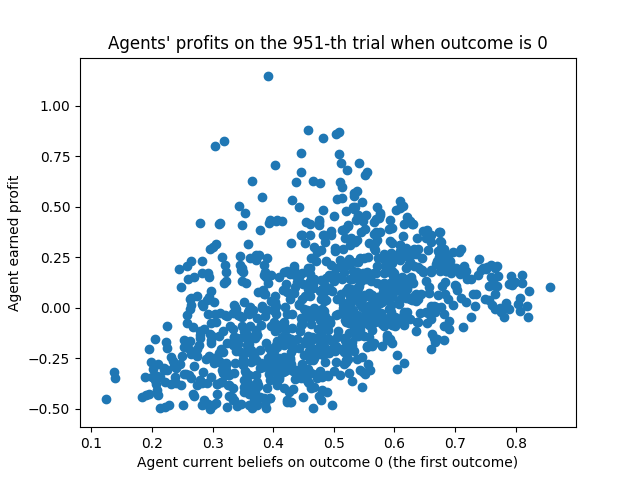 Agents' profits on the 951-th trial when outcome is 0
Agent earned profit
1.00
0.75
0.50
0.25
0.00
−0.25
−0.50
0.1 0.2 0.3 0.4 0.5 0.6 0.7 0.8
Agent current beliefs on outcome 0 (the first outcome)